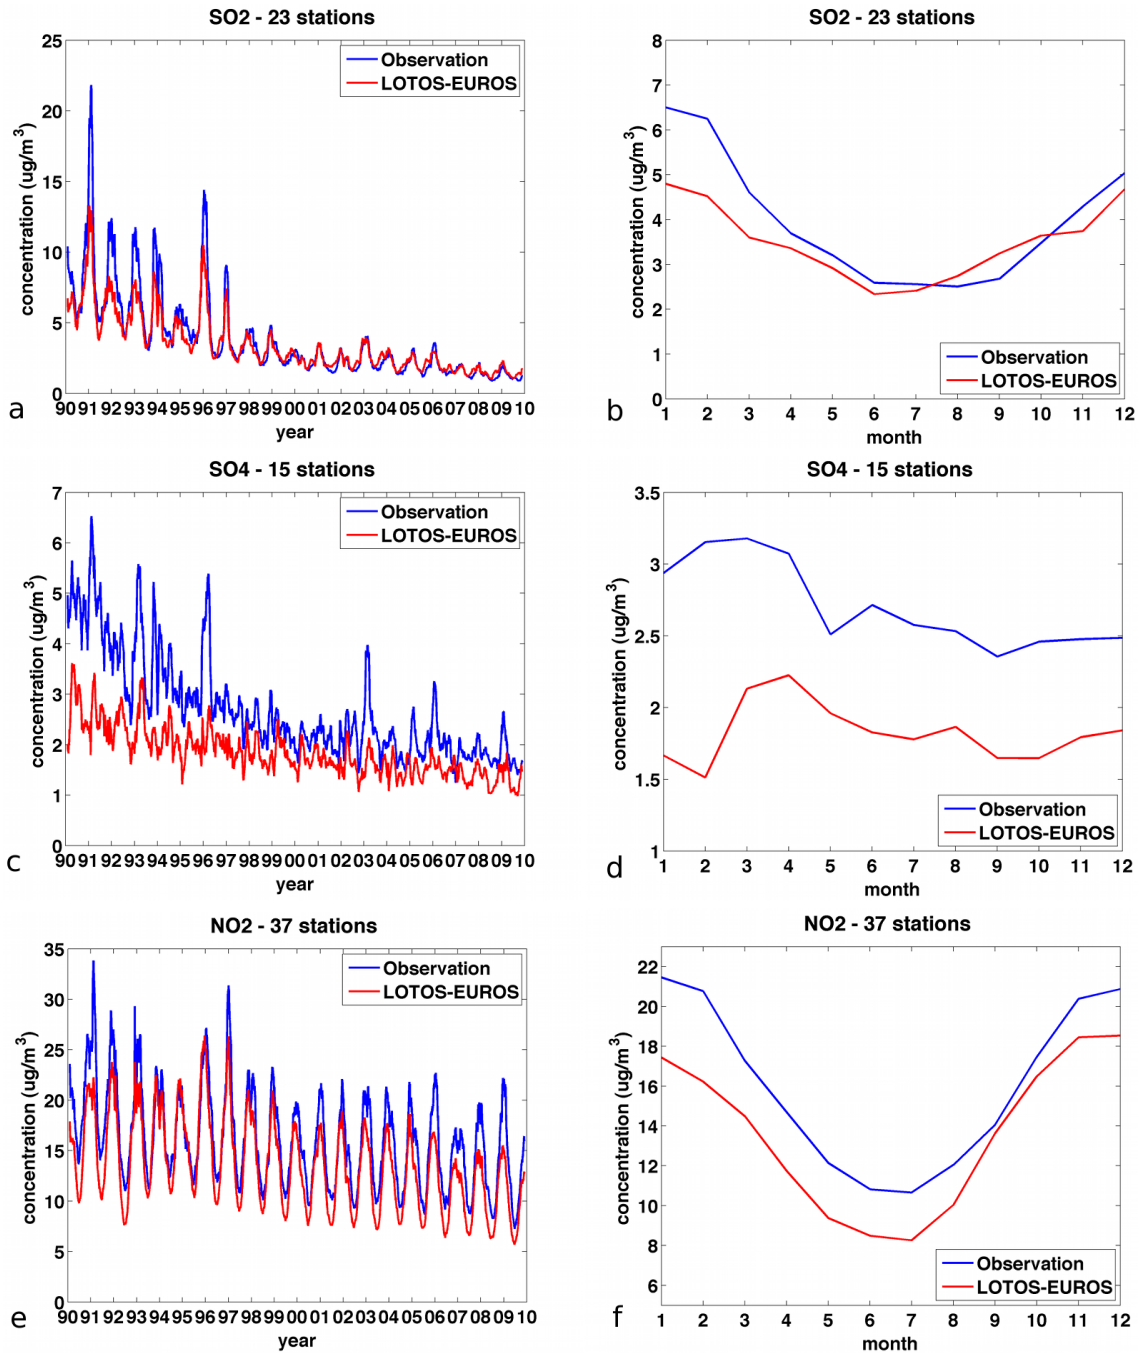 SO2 - 23 stations
25
20
15
10
5
0
concentration (ug/m3)
Observation
LOTOS-EUROS
90 91 92 93 94 95 96 97 98 99 00 01 02 03 04 05 06 07 08 09 10
year
a
SO2 - 23 stations
8
7
6
5
4
3
2
1
0
concentration (ug/m3)
Observation
LOTOS-EUROS
1 2 3 4 5 6 7 8 9 10 11 12
month
b
SO4 - 15 stations
7
6
5
4
3
2
1
0
concentration (ug/m3)
Observation
LOTOS-EUROS
90 91 92 93 94 95 96 97 98 99 00 01 02 03 04 05 06 07 08 09 10
year
c
SO4 - 15 stations
3.5
3
2.5
2
1.5
1
concentration (ug/m3)
Observation
LOTOS-EUROS
1 2 3 4 5 6 7 8 9 10 11 12
month
d
NO2 - 37 stations
35
30
25
20
15
10
5
0
concentration (ug/m3)
Observation
LOTOS-EUROS
90 91 92 93 94 95 96 97 98 99 00 01 02 03 04 05 06 07 08 09 10
year
e
NO2 - 37 stations
22
20
18
16
14
12
10
8
6
concentration (ug/m3)
Observation
LOTOS-EUROS
1 2 3 4 5 6 7 8 9 10 11 12
month
f